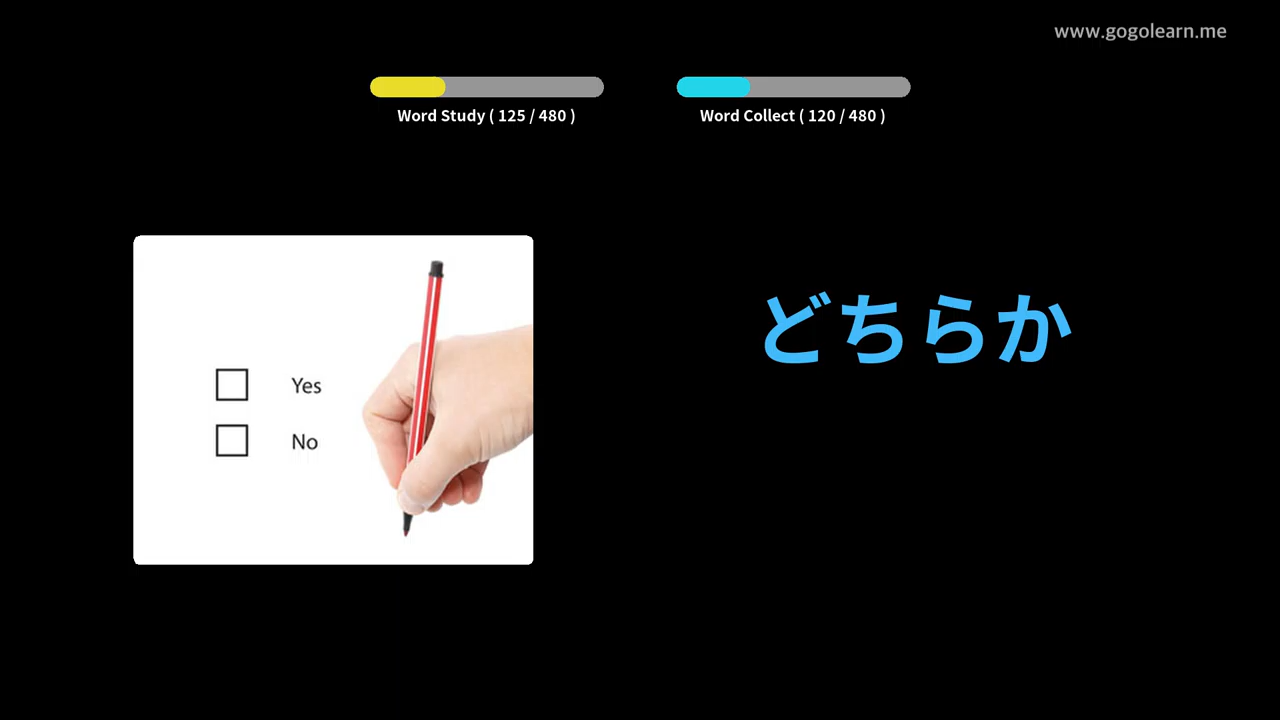 www.gogolearn.me
Word Study ( 125 / 480 )
Word Collect ( 120 / 480 )
どちらか
Yes
No